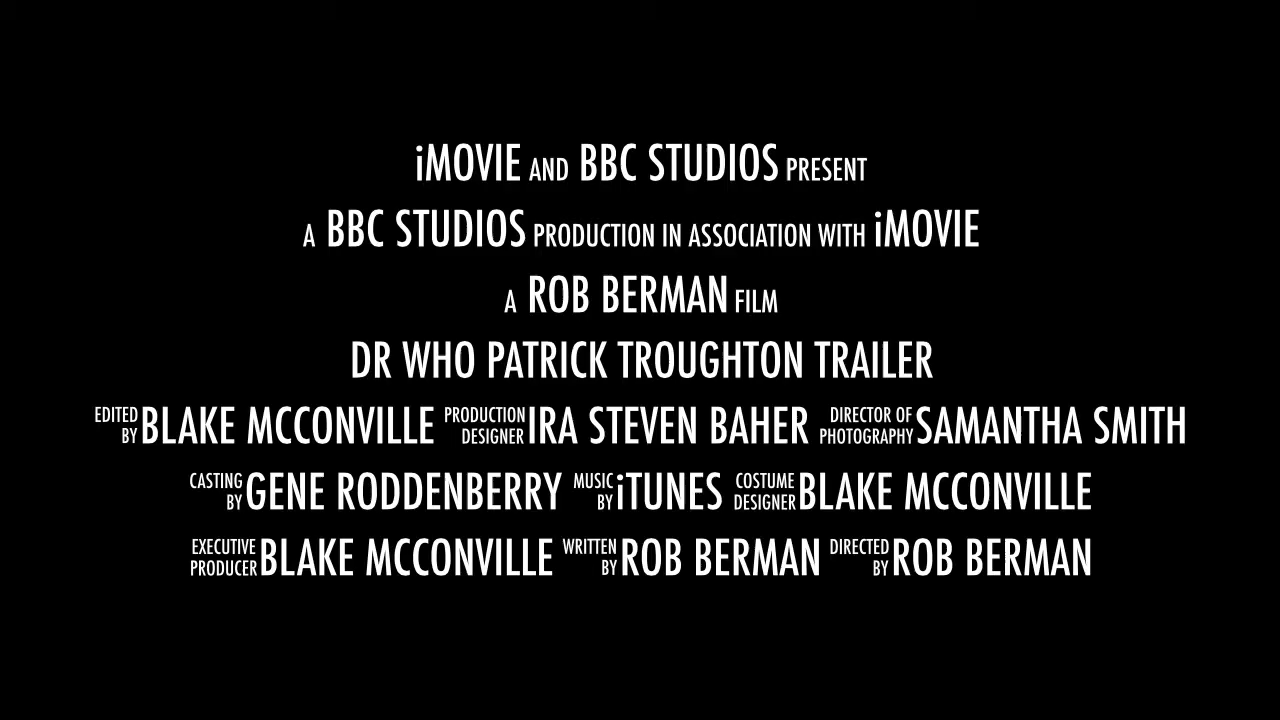 iMOVIE AND BBC STUDIOS PRESENT
A BBC STUDIOS PRODUCTION IN ASSOCIATION WITH iMOVIE
A ROB BERMAN FILM
DR WHO PATRICK TROUGHTON TRAILER
EDITED BY BLAKE MCCONVILLE PRODUCTION DESIGNER IRA STEVEN BAHER DIRECTOR OF PHOTOGRAPHY SAMANTHA SMITH
CASTING BY GENE RODDENBERRY MUSIC BY iTUNES COSTUME DESIGNER BLAKE MCCONVILLE
EXECUTIVE PRODUCER BLAKE MCCONVILLE WRITTEN BY ROB BERMAN DIRECTED BY ROB BERMAN